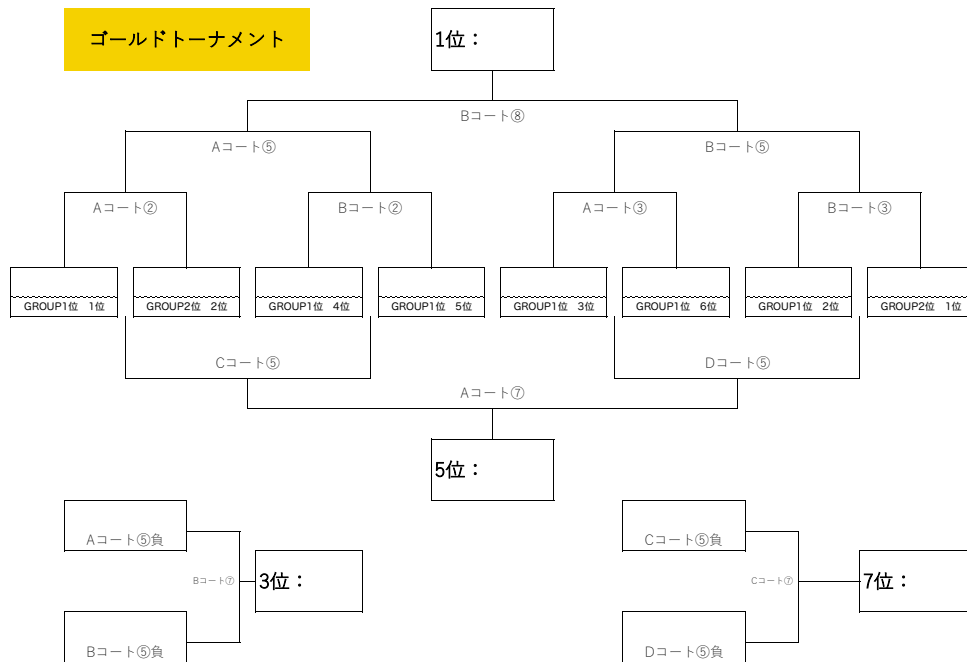 ゴールドトーナメント
1位：
Bコート⑧
Aコート⑤
Bコート⑤
Aコート②
Bコート②
Aコート③
Bコート③
GROUP1位 1位
GROUP2位 2位
GROUP1位 4位
GROUP1位 5位
GROUP1位 3位
GROUP1位 6位
GROUP1位 2位
GROUP2位 1位
Cコート⑤
Dコート⑤
Aコート⑦
5位：
Aコート⑤負
Bコート⑦
3位：
Bコート⑤負
Cコート⑤負
Cコート⑦
7位：
Dコート⑤負